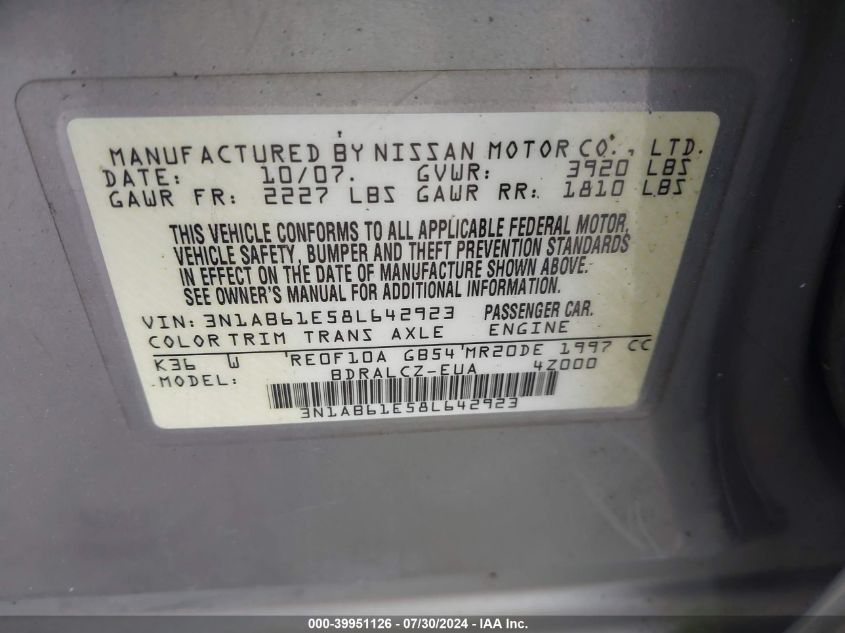 MANUFACTURED BY NISSAN MOTOR CO., LTD.
DATE: 10/07. GVWR: 3920 LBS
GAWR FR: 2227 LBS GAWR RR: 1810 LBS
THIS VEHICLE CONFORMS TO ALL APPLICABLE FEDERAL MOTOR,
VEHICLE SAFETY, BUMPER AND THEFT PREVENTION STANDARDS
IN EFFECT ON THE DATE OF MANUFACTURE SHOWN ABOVE.
SEE OWNER'S MANUAL FOR ADDITIONAL INFORMATION.
VIN: 3N1AB61E58L642923 PASSENGER CAR.
COLOR TRIM TRANS AXLE ENGINE
K36 W RE0F10A GB54 MR20DE 1997 CC
MODEL: BDRALCZ-EUA 4Z000
3N1AB61E58L642923
000-39951126 - 07/30/2024 - IAA Inc.